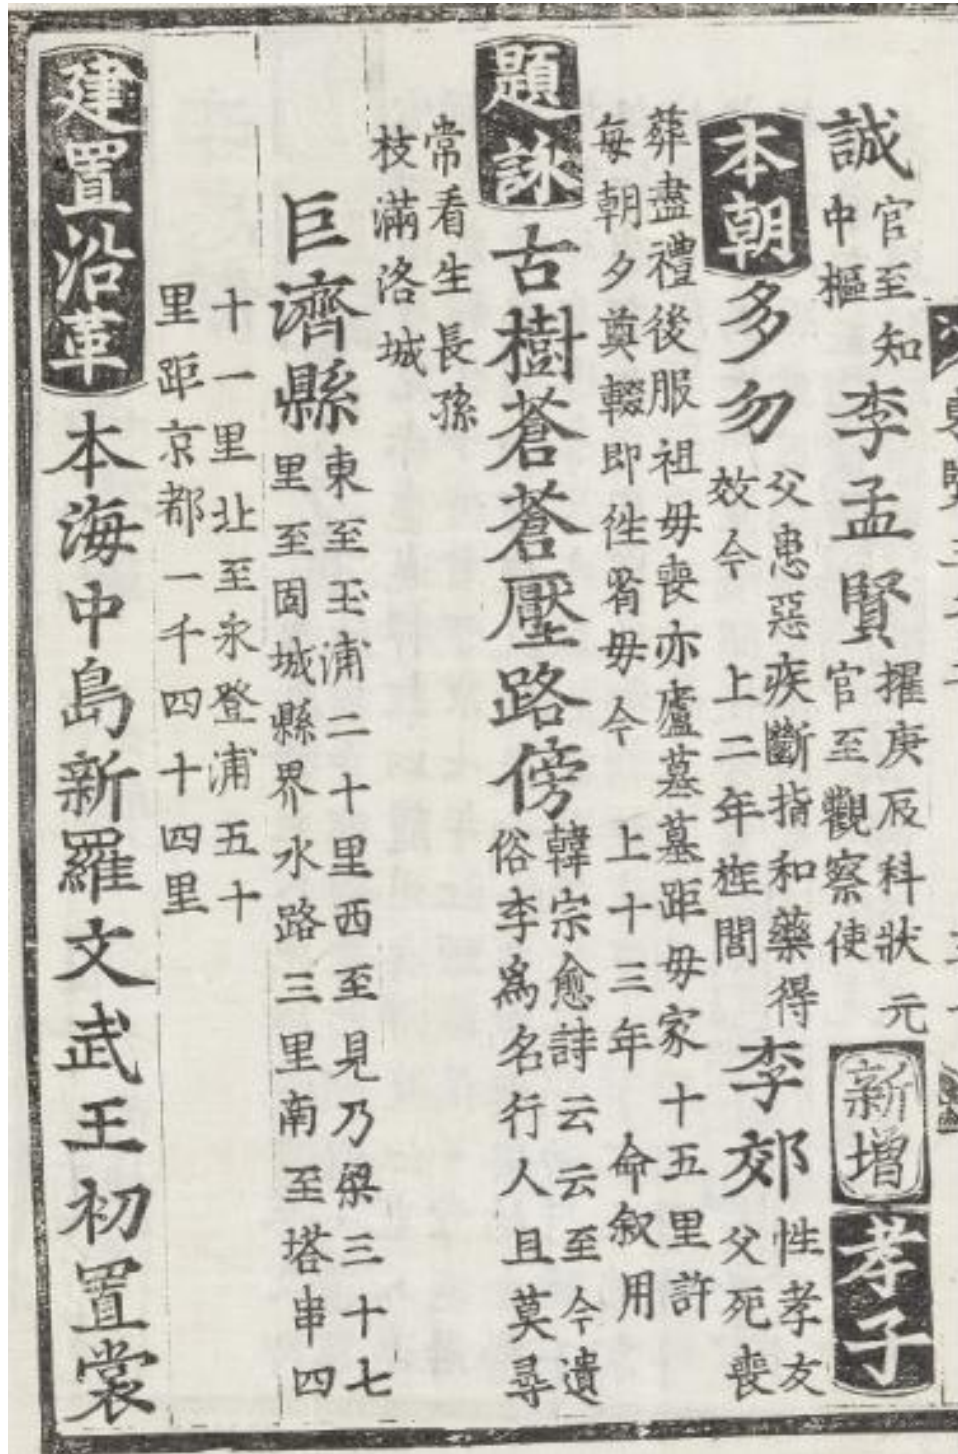 誠官至知中樞李孟賢擢庚辰科狀元官至觀察使新增孝子
本朝多勿父患惡疾斷指和藥得效今 上二年㫌閭李郊性孝友父死喪
葬盡禮後服祖毋喪亦廬墓墓距毋家十五里許每朝夕奠輟即徃省毋今 上十三年 命叙用
題詠古樹蒼蒼壓路傍韓宗愈詩云云至今遺俗李爲名行人且莫尋
常看生長孫枝滿洛城
巨濟縣東至玉浦二十里西至見乃梁三十七里至固城縣界水路三里南至塔串四
十一里北至永登浦五十里距京都一千四十四里
建置沿革本海中島新羅文武王初置裳